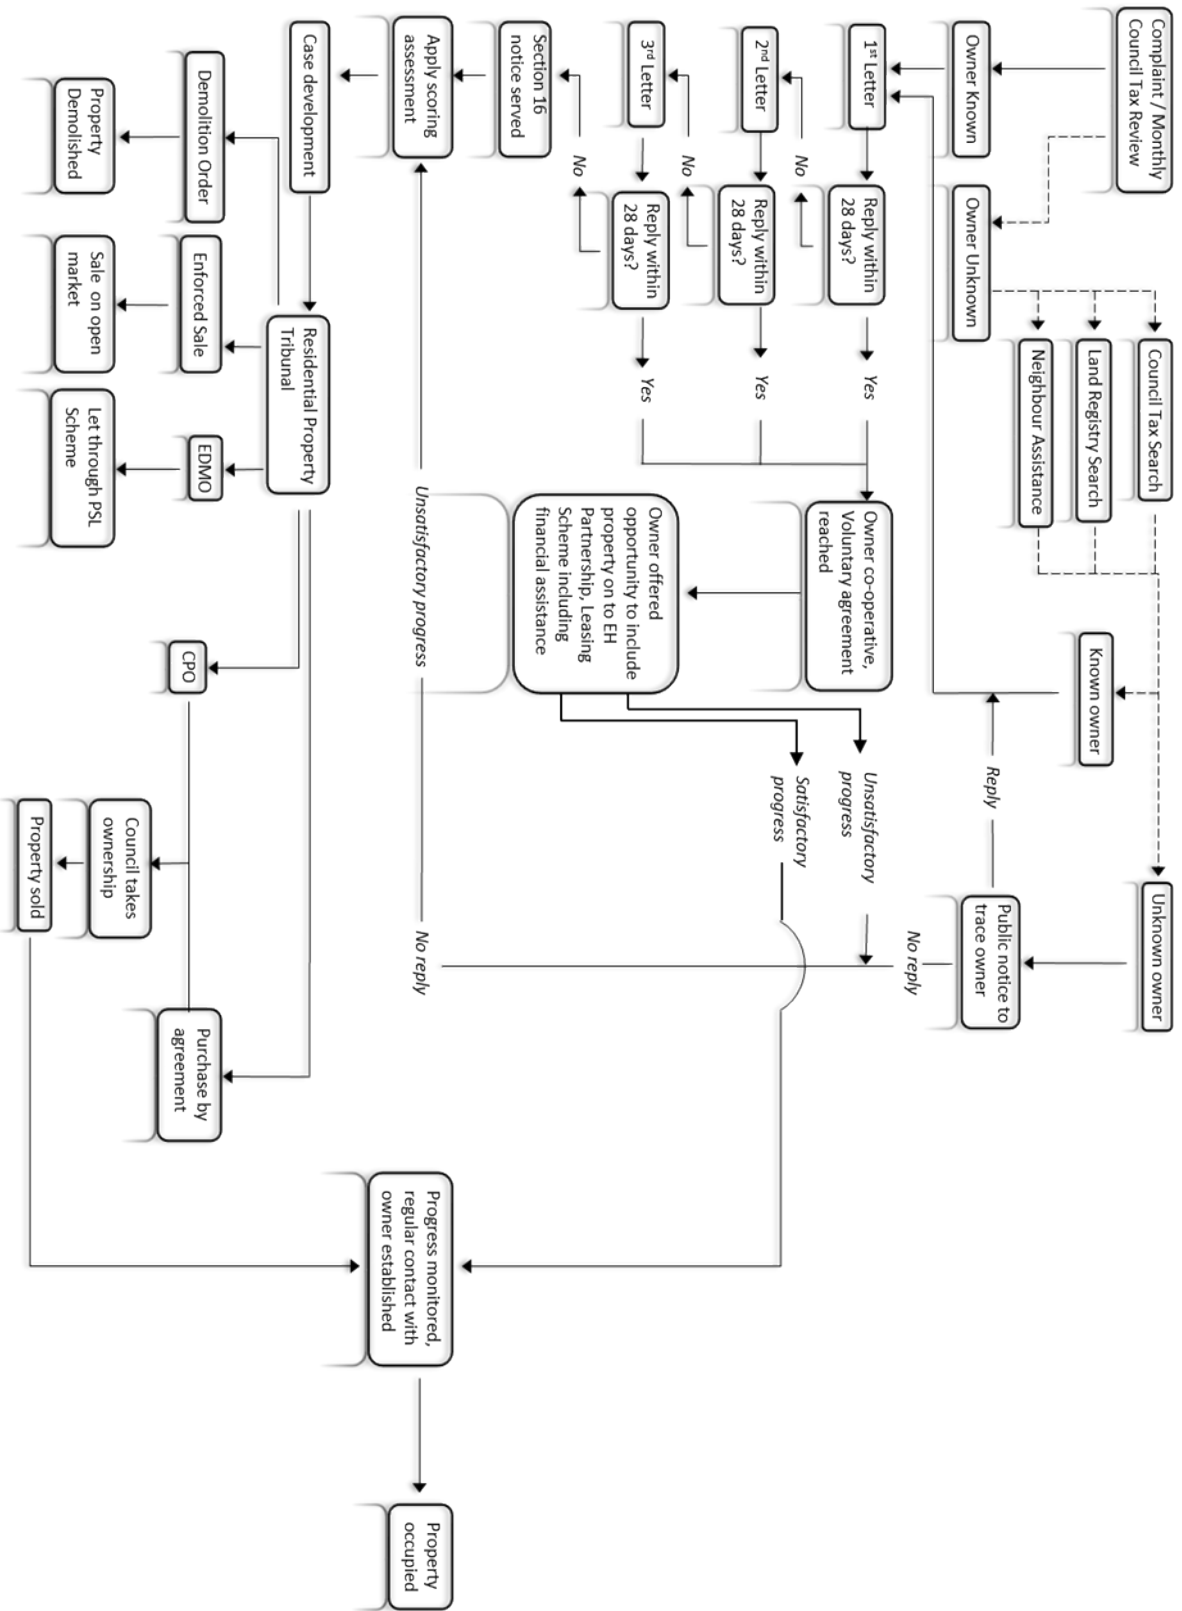 Complaint / Monthly
Council Tax Review
Owner Known
Owner Unknown
Council Tax Search
Land Registry Search
Neighbour Assistance
Known owner
Unknown owner
Public notice to
trace owner
Reply
No reply
1st Letter
Reply within
28 days?
Yes
No
2nd Letter
Reply within
28 days?
Yes
No
3rd Letter
Reply within
28 days?
Yes
No
Owner co-operative,
Voluntary agreement
reached
Owner offered
opportunity to include
property on to EH
Partnership, Leasing
Scheme including
financial assistance
Unsatisfactory
progress
Satisfactory
progress
Section 16
notice served
Apply scoring
assessment
Unsatisfactory progress
No reply
Case development
Residential Property
Tribunal
Demolition Order
Enforced Sale
EDMO
CPO
Purchase by
agreement
Property
Demolished
Sale on open
market
Let through PSL
Scheme
Council takes
ownership
Property sold
Progress monitored,
regular contact with
owner established
Property
occupied